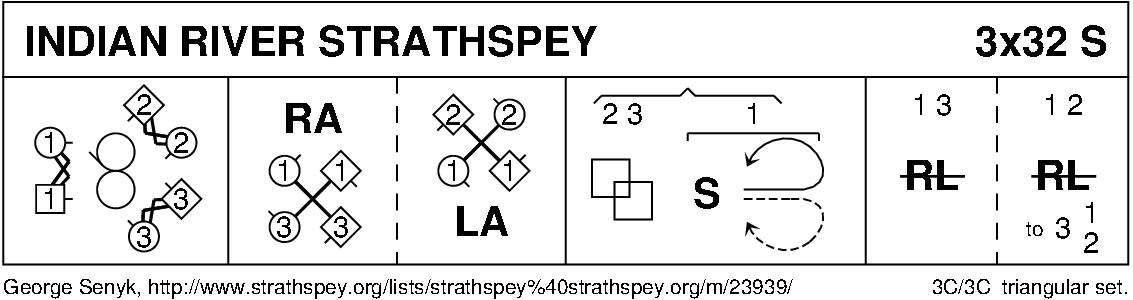 INDIAN RIVER STRATHSPEY 3x32 S
2
1 2
1 3
3
RA
1 1
3 3
2 2
1 1
LA
2 3 1
S
1 3
RL
1 2
RL
to 3 1
2
George Senyk, http://www.strathspey.org/lists/strathspey%40strathspey.org/m/23939/ 3C/3C triangular set.